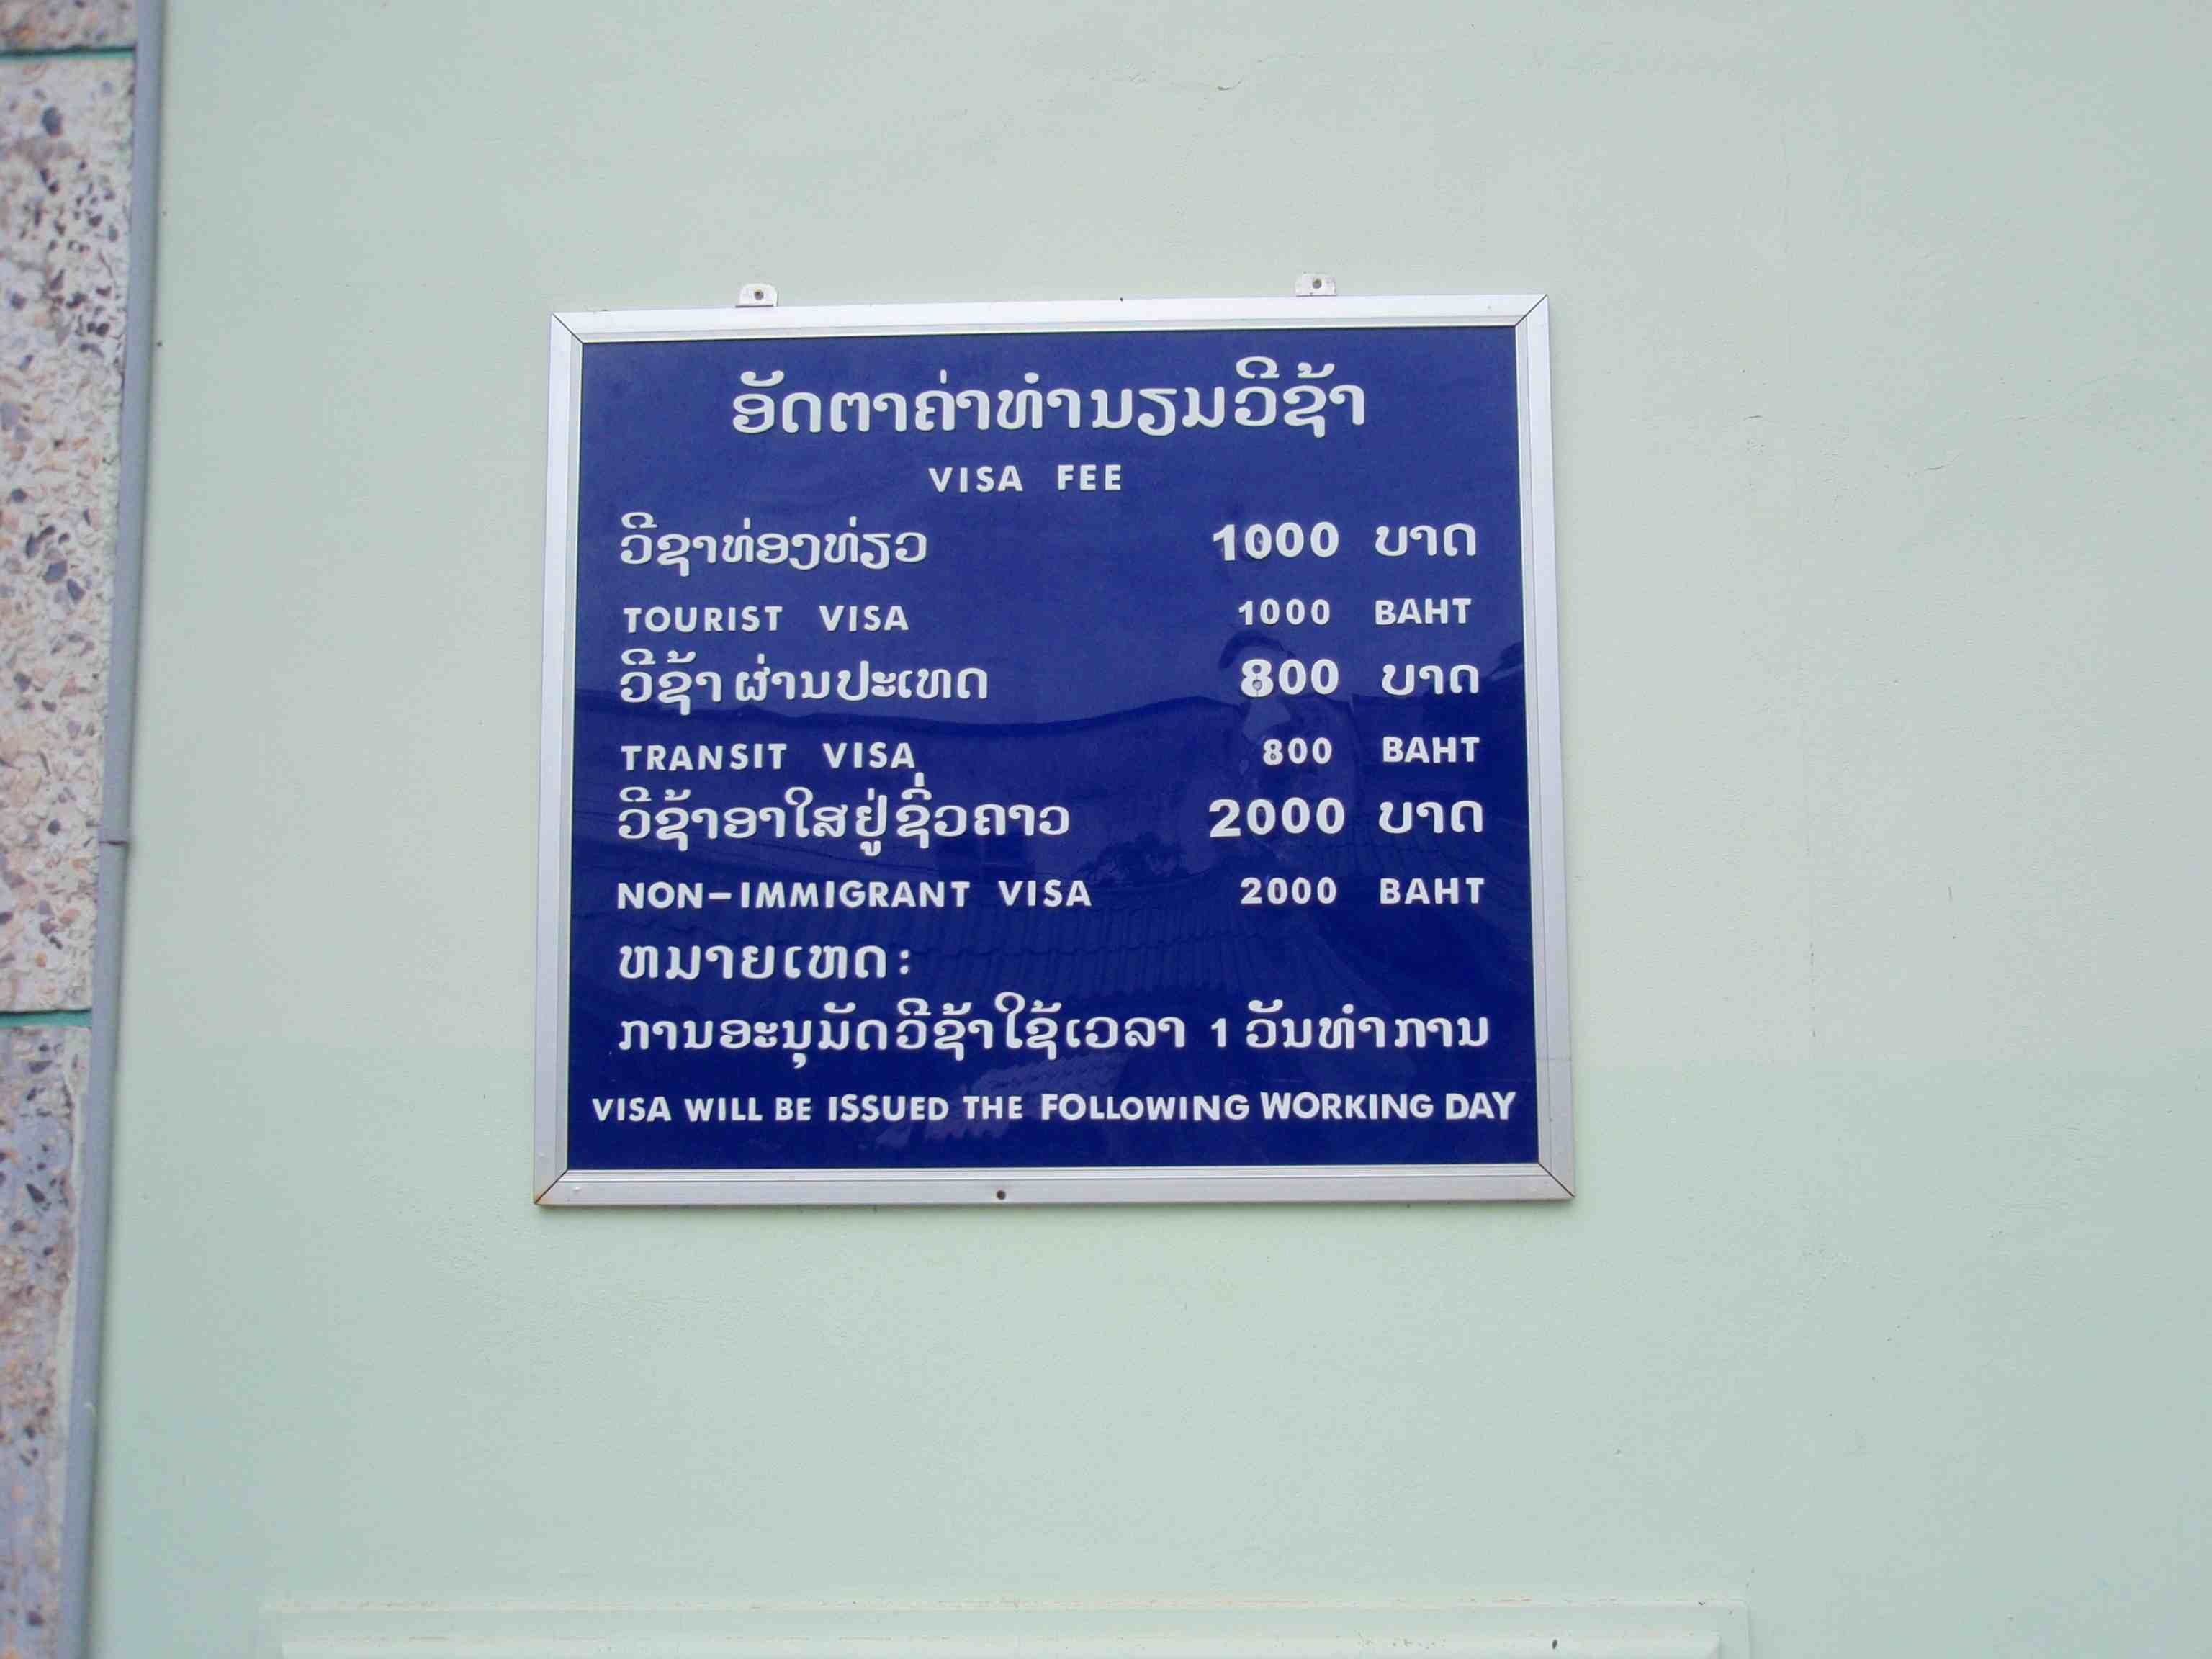 ອັດຕາຄ່າທຳນຽມວີຊ້າ
VISA FEE
ວີຊາທ່ອງທ່ຽວ 1000 ບາດ
TOURIST VISA 1000 BAHT
ວີຊ້າ ຜ່ານປະເທດ 800 ບາດ
TRANSIT VISA 800 BAHT
ວີຊ້າອາໃສຢູ່ຊົ່ວຄາວ 2000 ບາດ
NON-IMMIGRANT VISA 2000 BAHT
ຫມາຍເຫດ:
ການອະນຸມັດວີຊ້າໃຊ້ເວລາ 1 ວັນທຳການ
VISA WILL BE ISSUED THE FOLLOWING WORKING DAY